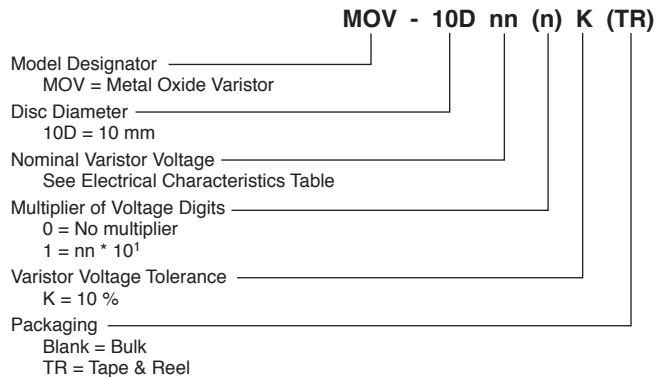 MOV - 10D nn (n) K (TR)
Model Designator
MOV = Metal Oxide Varistor
Disc Diameter
10D = 10 mm
Nominal Varistor Voltage
See Electrical Characteristics Table
Multiplier of Voltage Digits
0 = No multiplier
1 = nn * 10¹
Varistor Voltage Tolerance
K = 10 %
Packaging
Blank = Bulk
TR = Tape & Reel